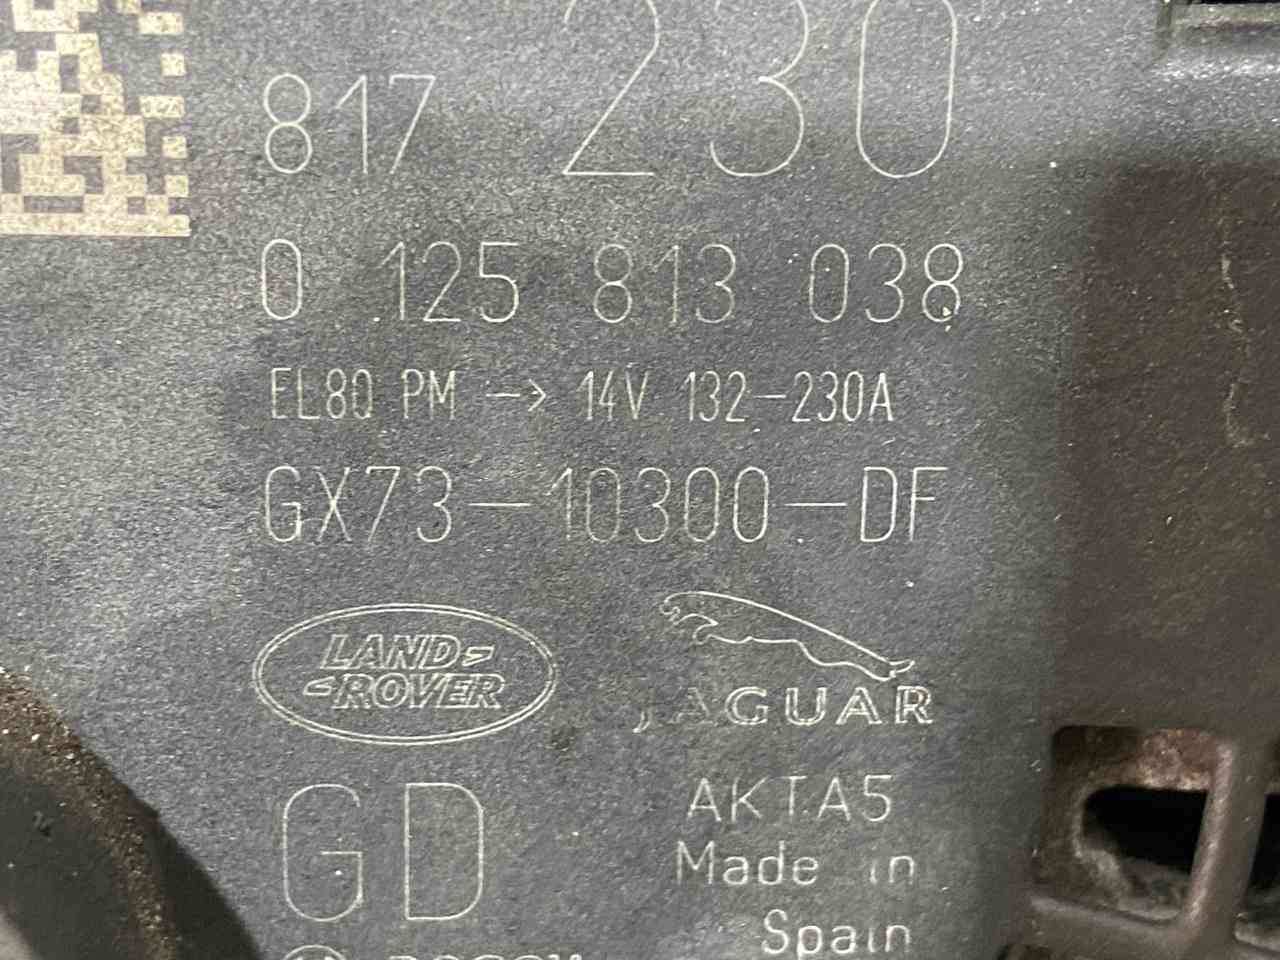 817 230
0 125 813 038
EL80 PM -> 14V 132-230A
GX73-10300-DF
LAND
ROVER
JAGUAR
GD
AKTA5
Made in
Spain